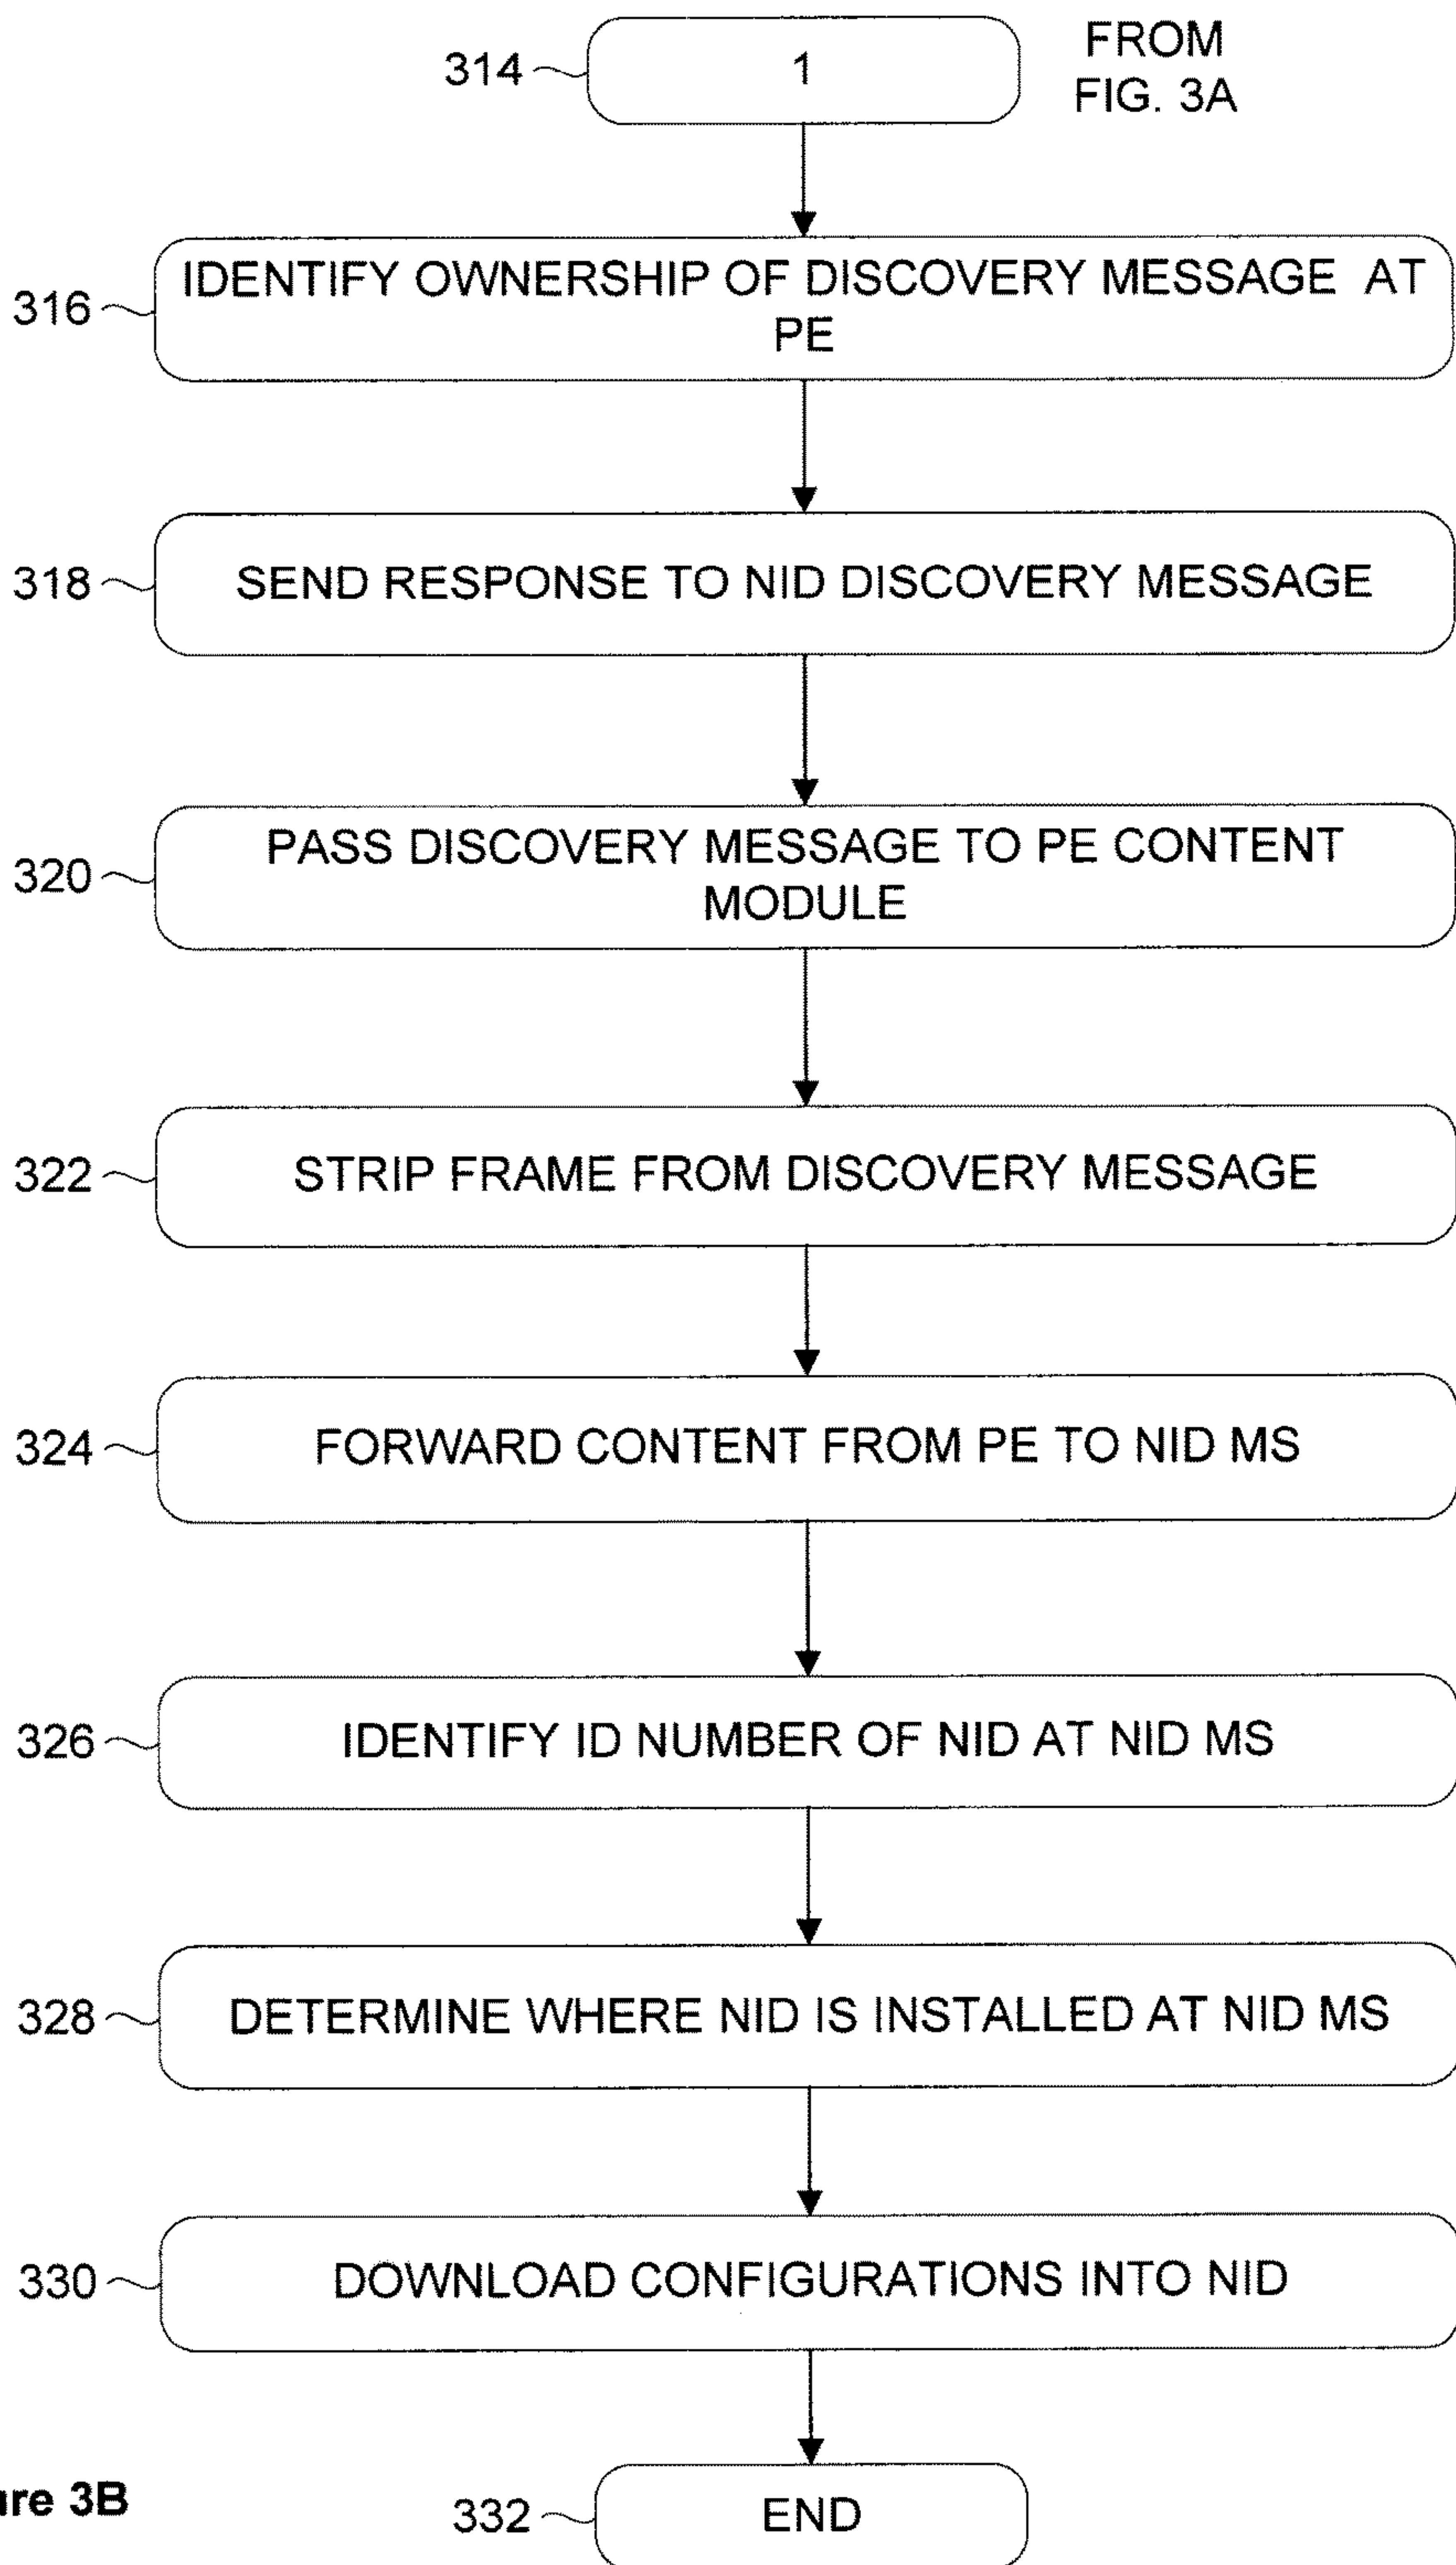 314
1
FROM
FIG. 3A
316
IDENTIFY OWNERSHIP OF DISCOVERY MESSAGE AT
PE
318
SEND RESPONSE TO NID DISCOVERY MESSAGE
320
PASS DISCOVERY MESSAGE TO PE CONTENT
MODULE
322
STRIP FRAME FROM DISCOVERY MESSAGE
324
FORWARD CONTENT FROM PE TO NID MS
326
IDENTIFY ID NUMBER OF NID AT NID MS
328
DETERMINE WHERE NID IS INSTALLED AT NID MS
330
DOWNLOAD CONFIGURATIONS INTO NID
ure 3B
332
END